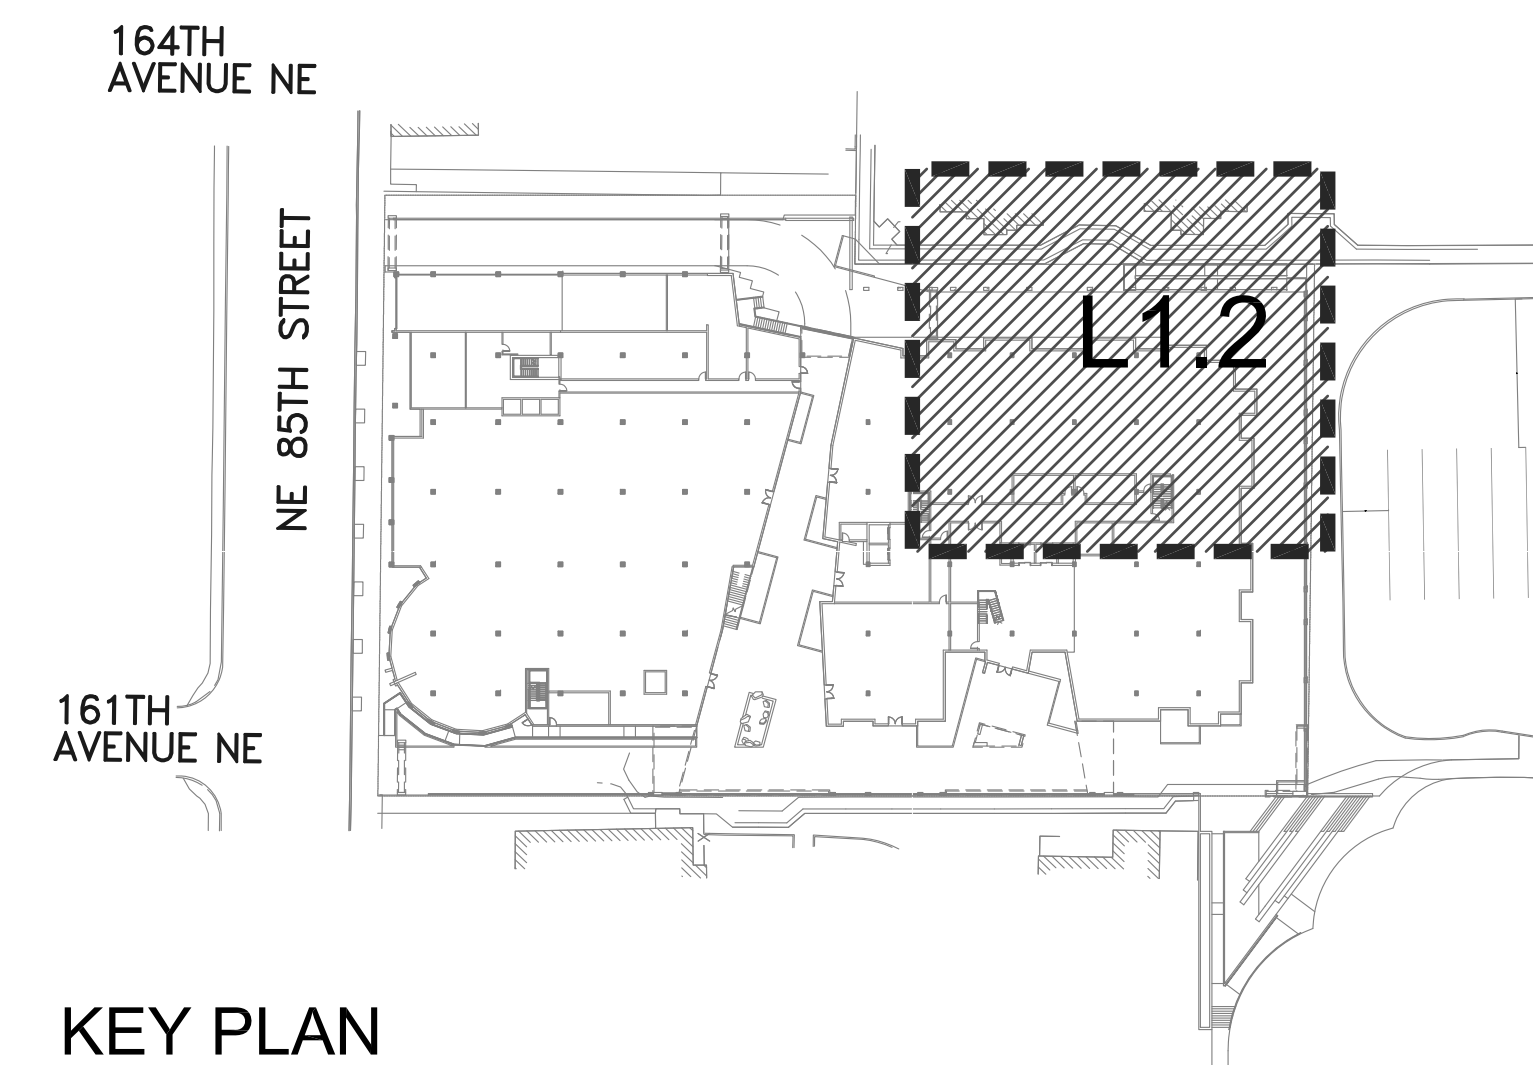 164TH
AVENUE NE
NE 85TH STREET
L1.2
161TH
AVENUE NE
KEY PLAN